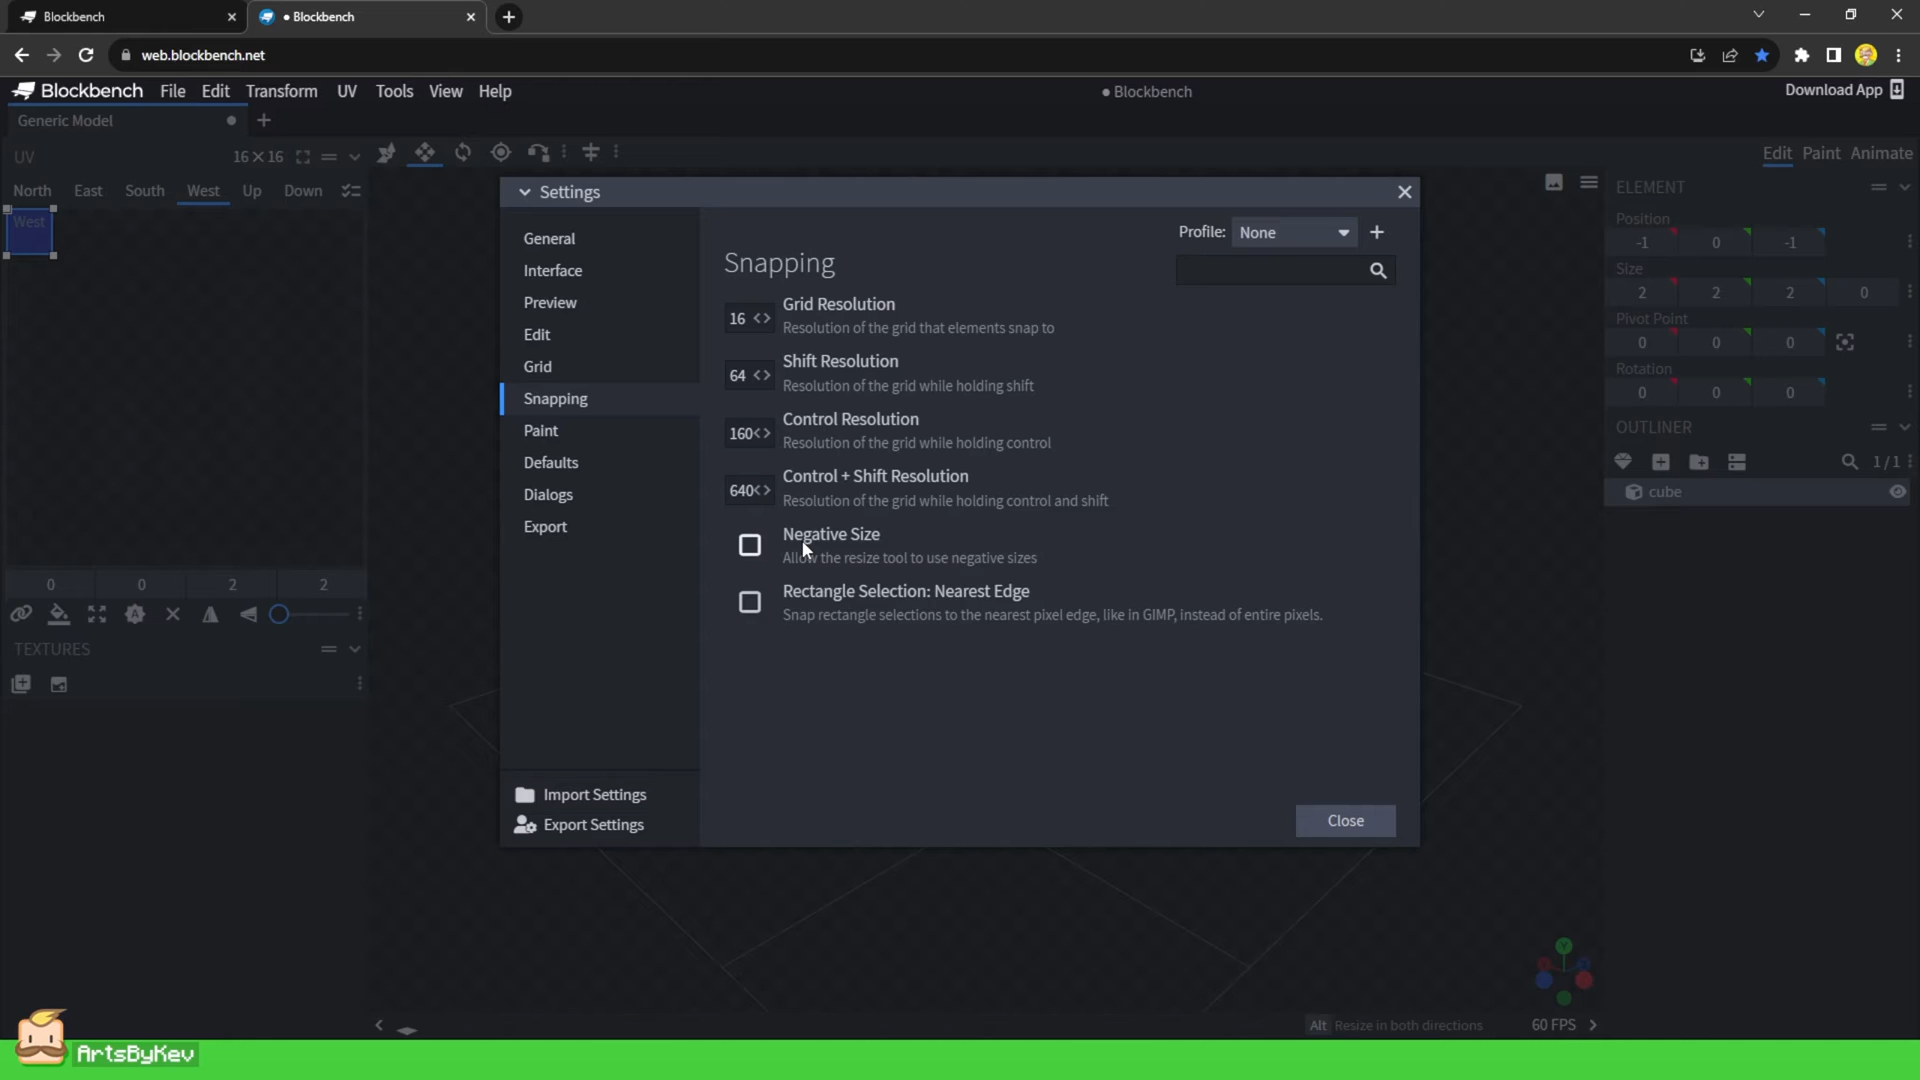 Blockbench
• Blockbench
web.blockbench.net
Blockbench File Edit Transform UV Tools View Help
● Blockbench
Download App
Generic Model
UV
16×16
Edit Paint Animate
North East South West Up Down
West
0 0 2 2
TEXTURES
Settings
General
Interface
Preview
Edit
Grid
Snapping
Paint
Defaults
Dialogs
Export
Import Settings
Export Settings
Profile: None
Snapping
16 <> Grid Resolution
Resolution of the grid that elements snap to
64 <> Shift Resolution
Resolution of the grid while holding shift
160<> Control Resolution
Resolution of the grid while holding control
640<> Control + Shift Resolution
Resolution of the grid while holding control and shift
Negative Size
Allow the resize tool to use negative sizes
Rectangle Selection: Nearest Edge
Snap rectangle selections to the nearest pixel edge, like in GIMP, instead of entire pixels.
Close
ELEMENT
Position
-1 0 -1
Size
2 2 2 0
Pivot Point
0 0 0
Rotation
0 0 0
OUTLINER
1/1
cube
Y
Alt Resize in both directions
60 FPS
ArtsByKev